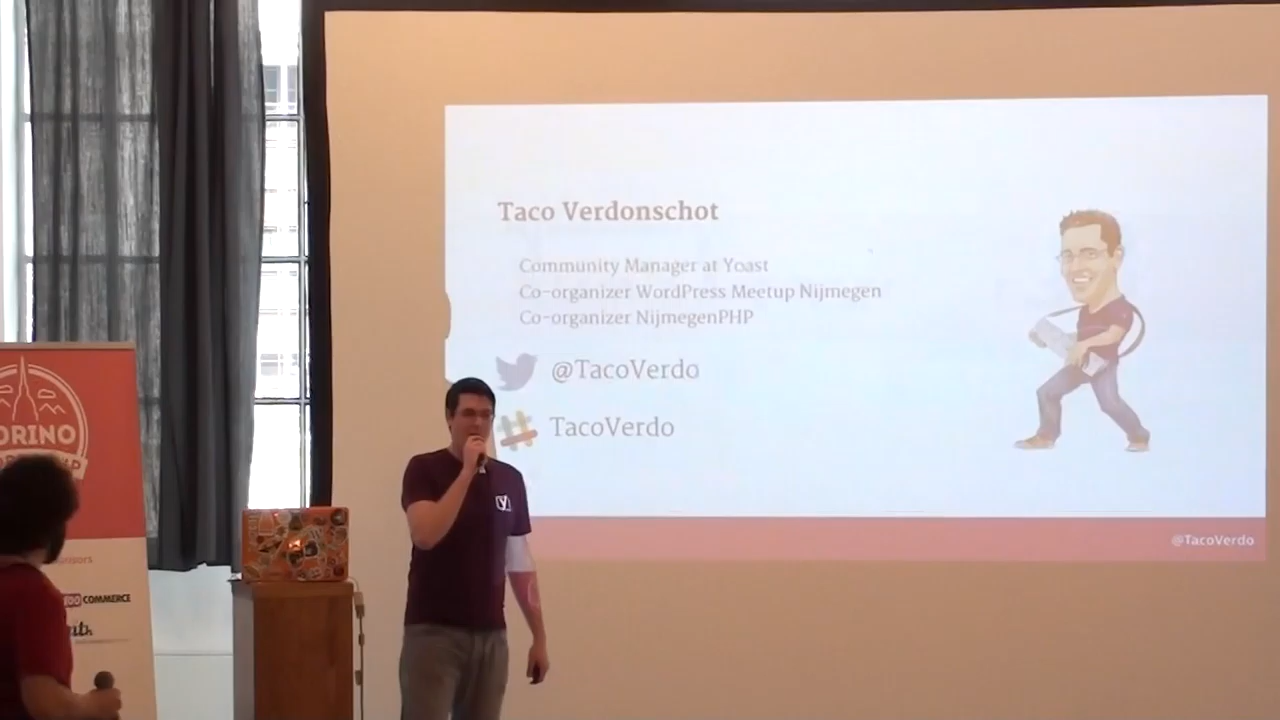 Taco Verdonschot
Community Manager at Yoast
Co-organizer WordPress Meetup Nijmegen
Co-organizer NijmegenPHP
@TacoVerdo
TacoVerdo
@TacoVerdo
ORINO
COMMERCE
y